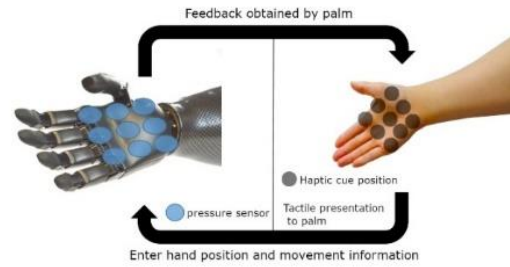 Feedback obtained by palm
Haptic cue position
pressure sensor
Tactile presentation
to palm
Enter hand position and movement information